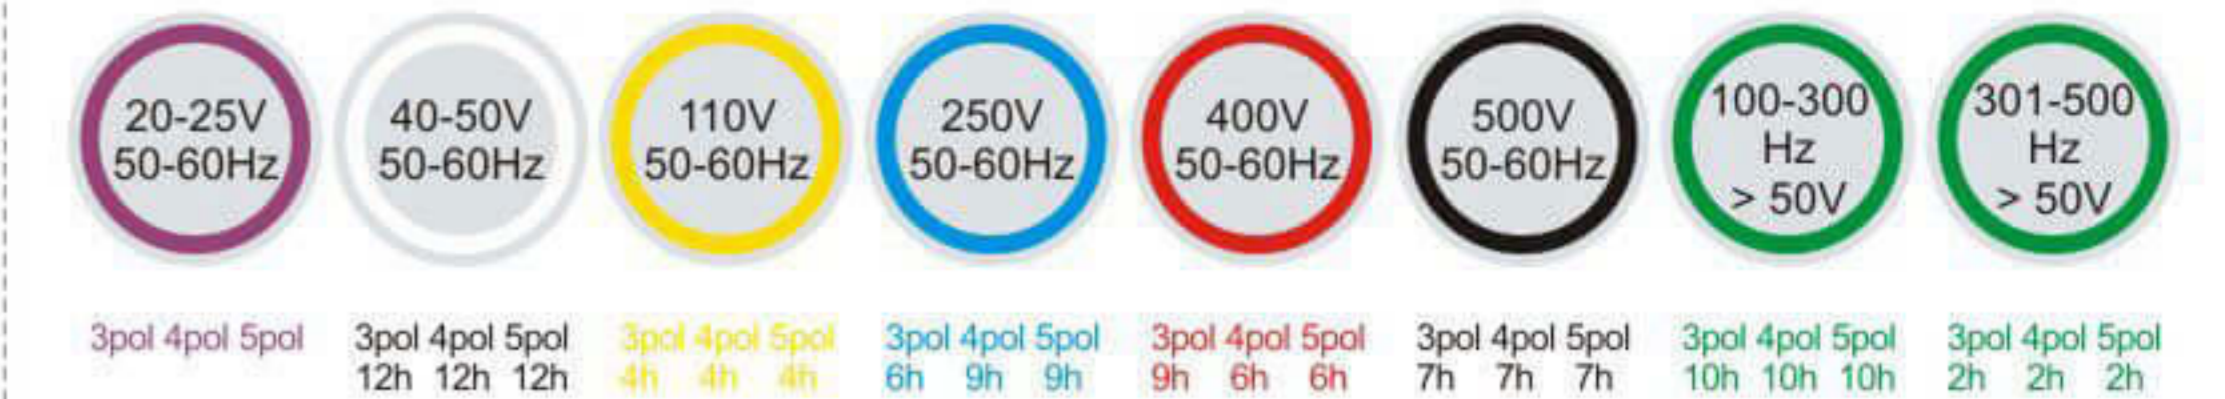 20-25V
50-60Hz
40-50V
50-60Hz
110V
50-60Hz
250V
50-60Hz
400V
50-60Hz
500V
50-60Hz
100-300
Hz
> 50V
301-500
Hz
> 50V
3pol 4pol 5pol
3pol 4pol 5pol
12h 12h 12h
3pol 4pol 5pol
4h 4h 4h
3pol 4pol 5pol
6h 9h 9h
3pol 4pol 5pol
9h 6h 6h
3pol 4pol 5pol
7h 7h 7h
3pol 4pol 5pol
10h 10h 10h
3pol 4pol 5pol
2h 2h 2h